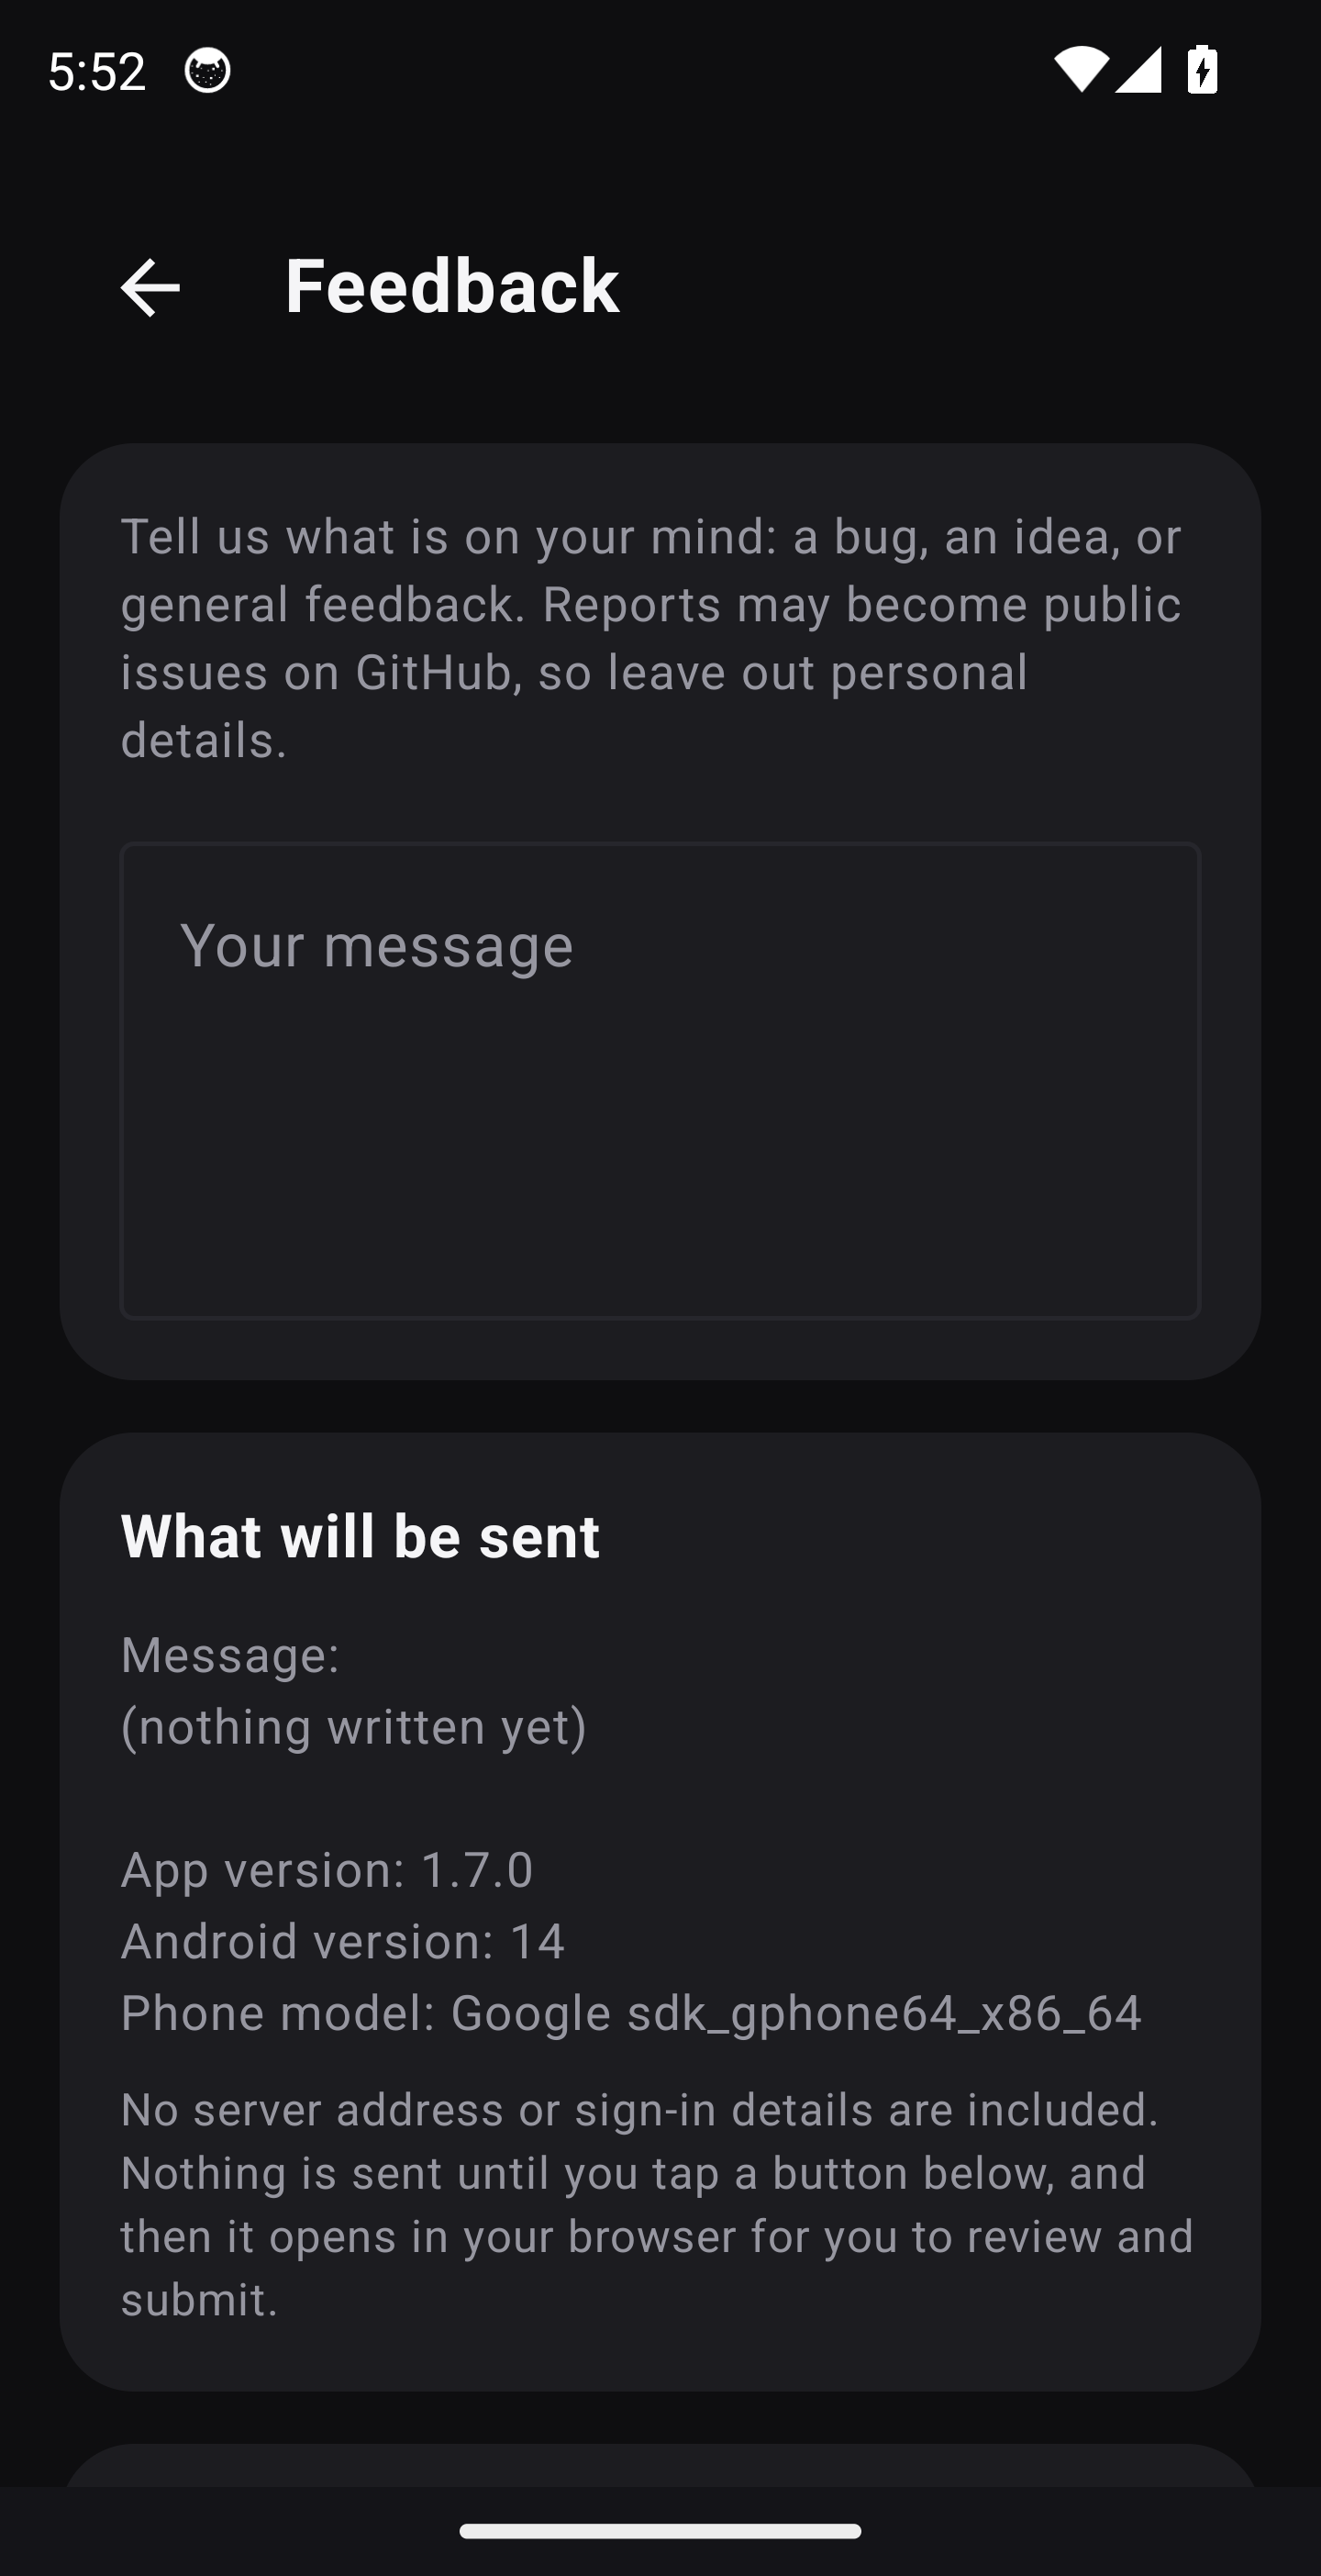 5:52
Feedback
Tell us what is on your mind: a bug, an idea, or
general feedback. Reports may become public
issues on GitHub, so leave out personal
details.
Your message
What will be sent
Message:
(nothing written yet)
App version: 1.7.0
Android version: 14
Phone model: Google sdk_gphone64_x86_64
No server address or sign-in details are included.
Nothing is sent until you tap a button below, and
then it opens in your browser for you to review and
submit.